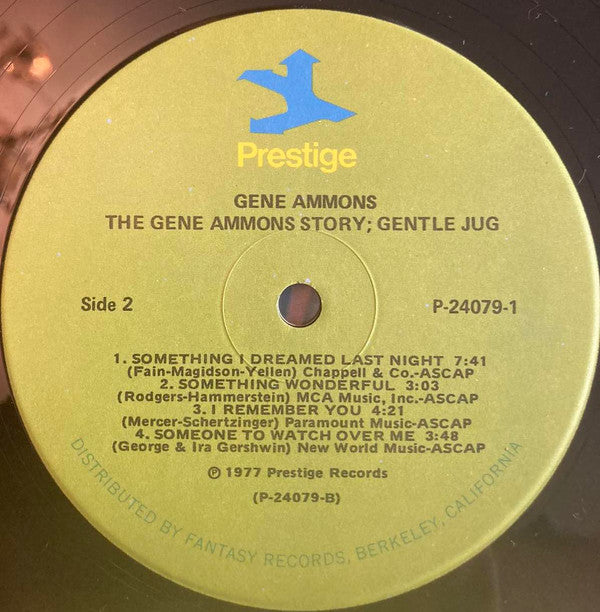 Prestige
GENE AMMONS
THE GENE AMMONS STORY; GENTLE JUG
Side 2
P-24079-1
1. SOMETHING I DREAMED LAST NIGHT 7:41
(Fain-Magidson-Yellen) Chappell & Co.-ASCAP
2. SOMETHING WONDERFUL 3:03
(Rodgers-Hammerstein) MCA Music, Inc.-ASCAP
3. I REMEMBER YOU 4:21
(Mercer-Schertzinger) Paramount Music-ASCAP
4. SOMEONE TO WATCH OVER ME 3:48
(George & Ira Gershwin) New World Music-ASCAP
℗ 1977 Prestige Records
(P-24079-B)
DISTRIBUTED BY FANTASY RECORDS, BERKELEY, CALIFORNIA